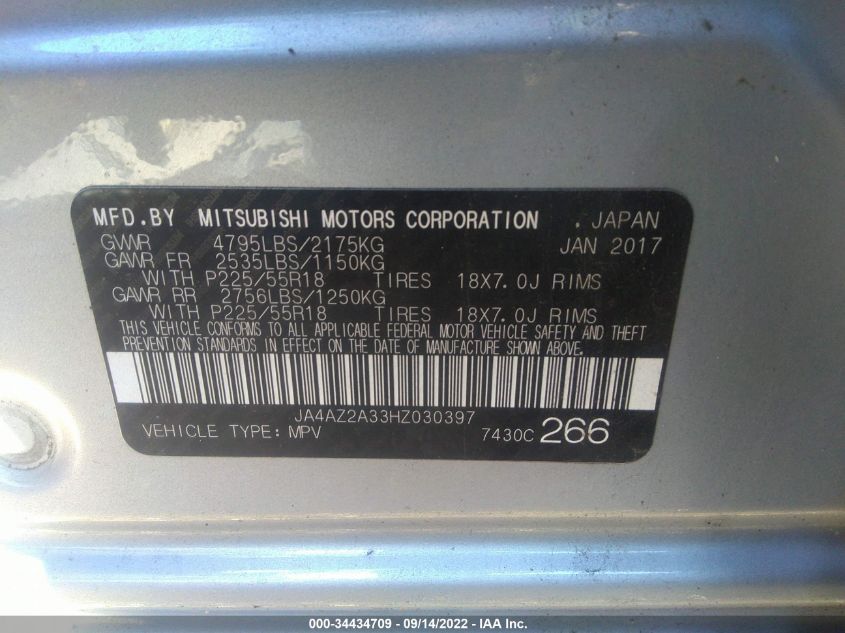 MFD.BY MITSUBISHI MOTORS CORPORATION . JAPAN
GVWR 4795LBS/2175KG JAN 2017
GAWR FR 2535LBS/1150KG
WITH P225/55R18 TIRES 18X7.0J RIMS
GAWR RR 2756LBS/1250KG
WITH P225/55R18 TIRES 18X7.0J RIMS
THIS VEHICLE CONFORMS TO ALL APPLICABLE FEDERAL MOTOR VEHICLE SAFETY AND THEFT
PREVENTION STANDARDS IN EFFECT ON THE DATE OF MANUFACTURE SHOWN ABOVE.
JA4AZ2A33HZ030397
VEHICLE TYPE: MPV 7430C 266
000-34434709 - 09/14/2022 - IAA Inc.